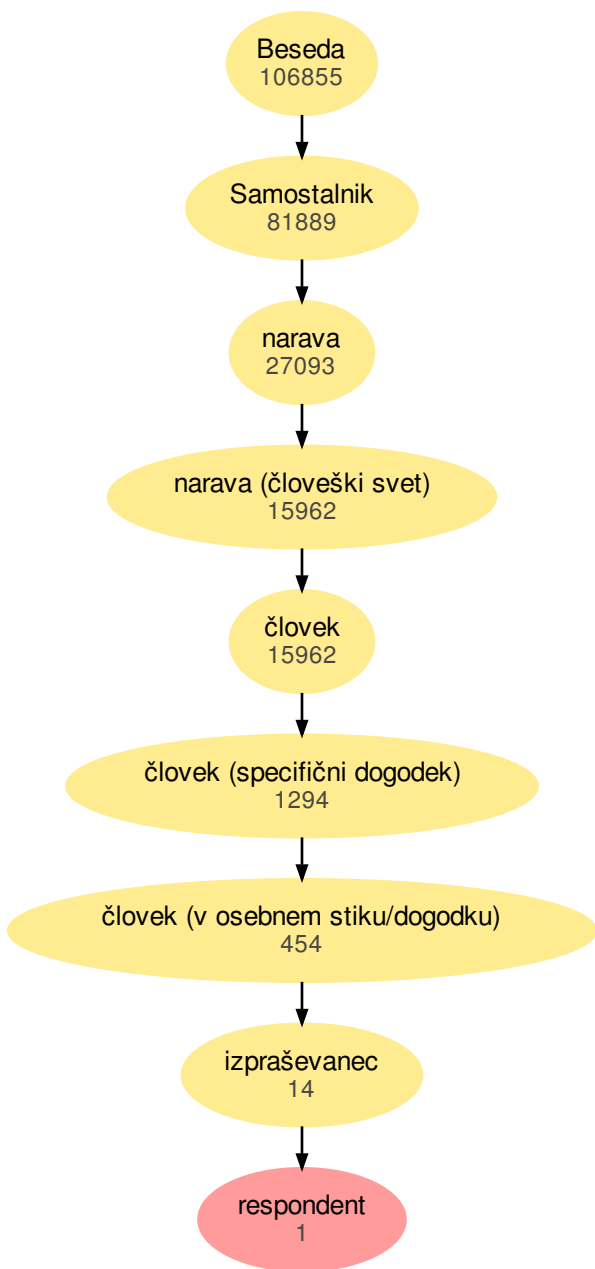 Beseda
106855
Samostalnik
81889
narava
27093
narava (človeški svet)
15962
človek
15962
človek (specifični dogodek)
1294
človek (v osebnem stiku/dogodku)
454
izpraševanec
14
respondent
1